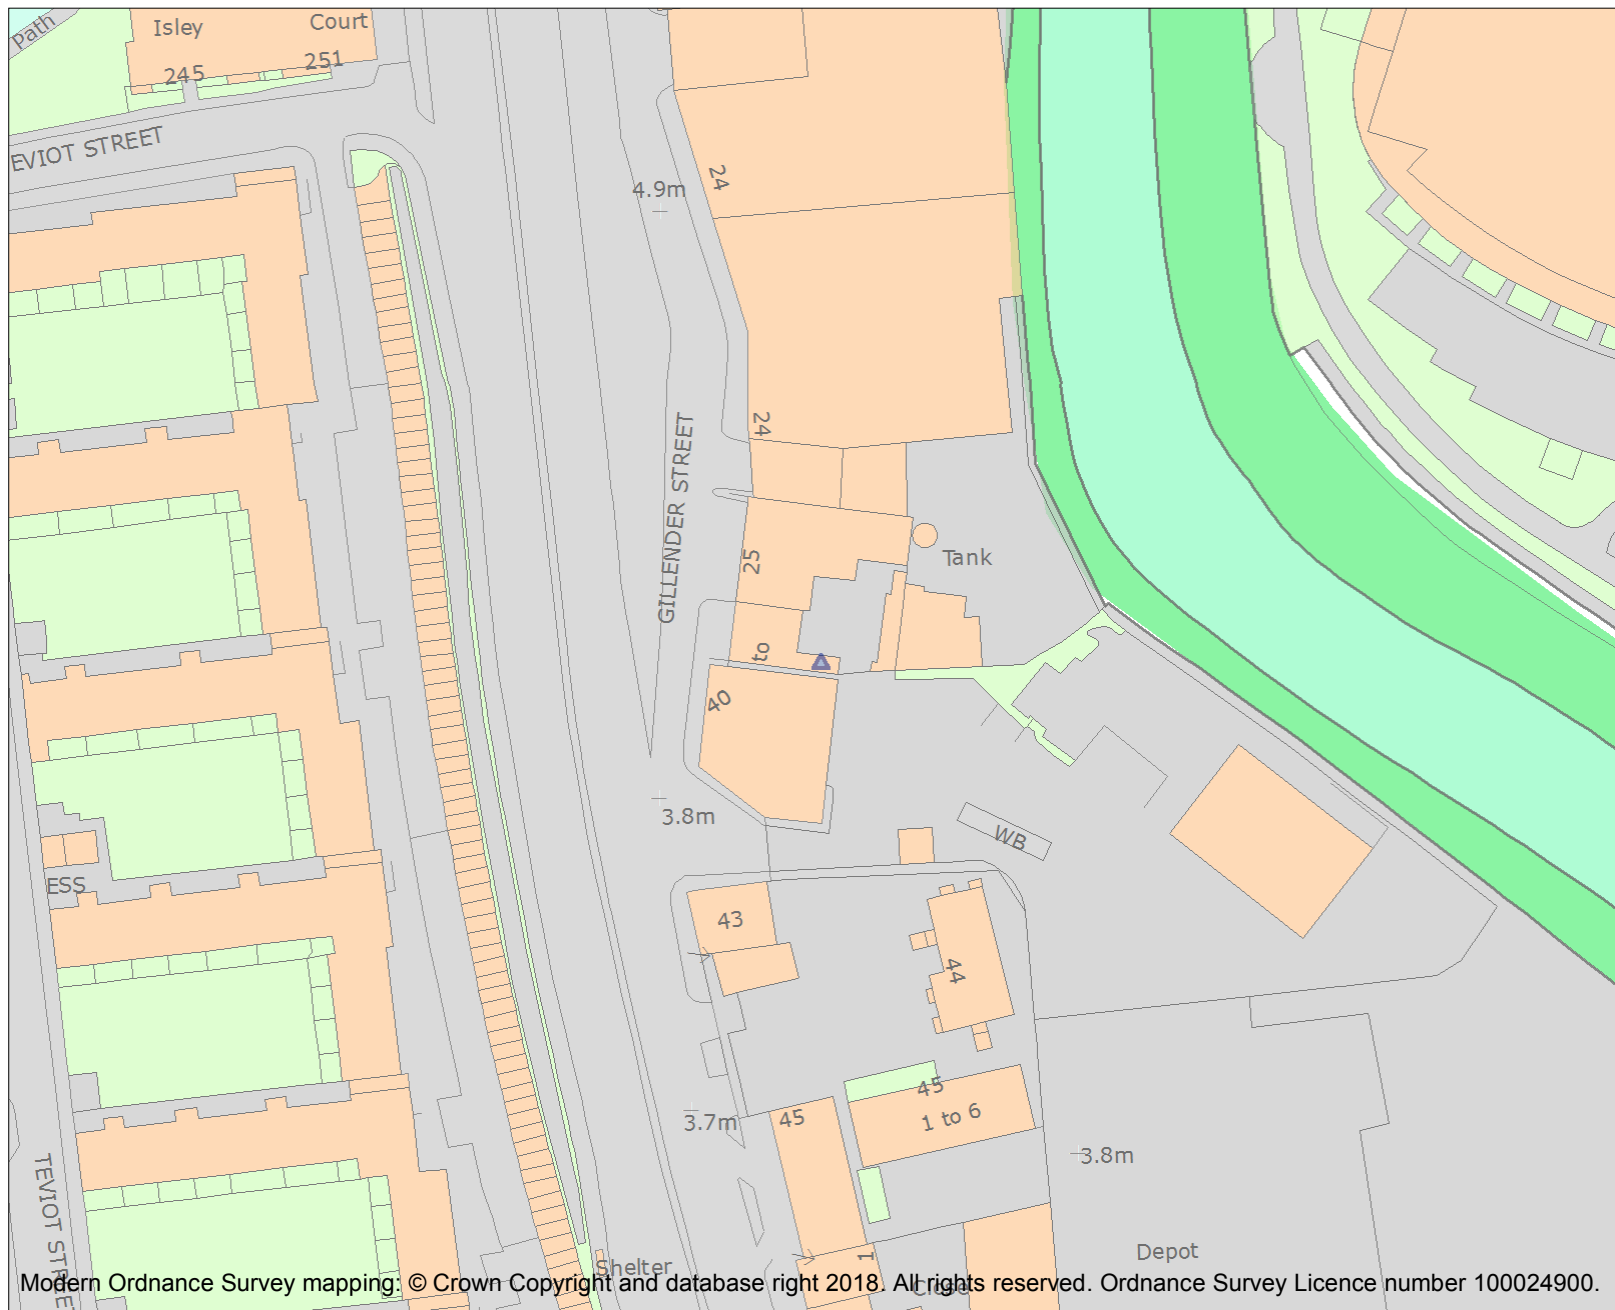 Path
Isley
Court
245
251
EVIOT STREET
24
4.9m
24
GILLENDER STREET
25
Tank
to
40
3.8m
WB
ESS
43
44
45
1 to 6
45
3.7m
3.8m
TEVIOT STREE
1
Depot
Shelter
Close
Modern Ordnance Survey mapping: © Crown Copyright and database right 2018. All rights reserved. Ordnance Survey Licence number 100024900.